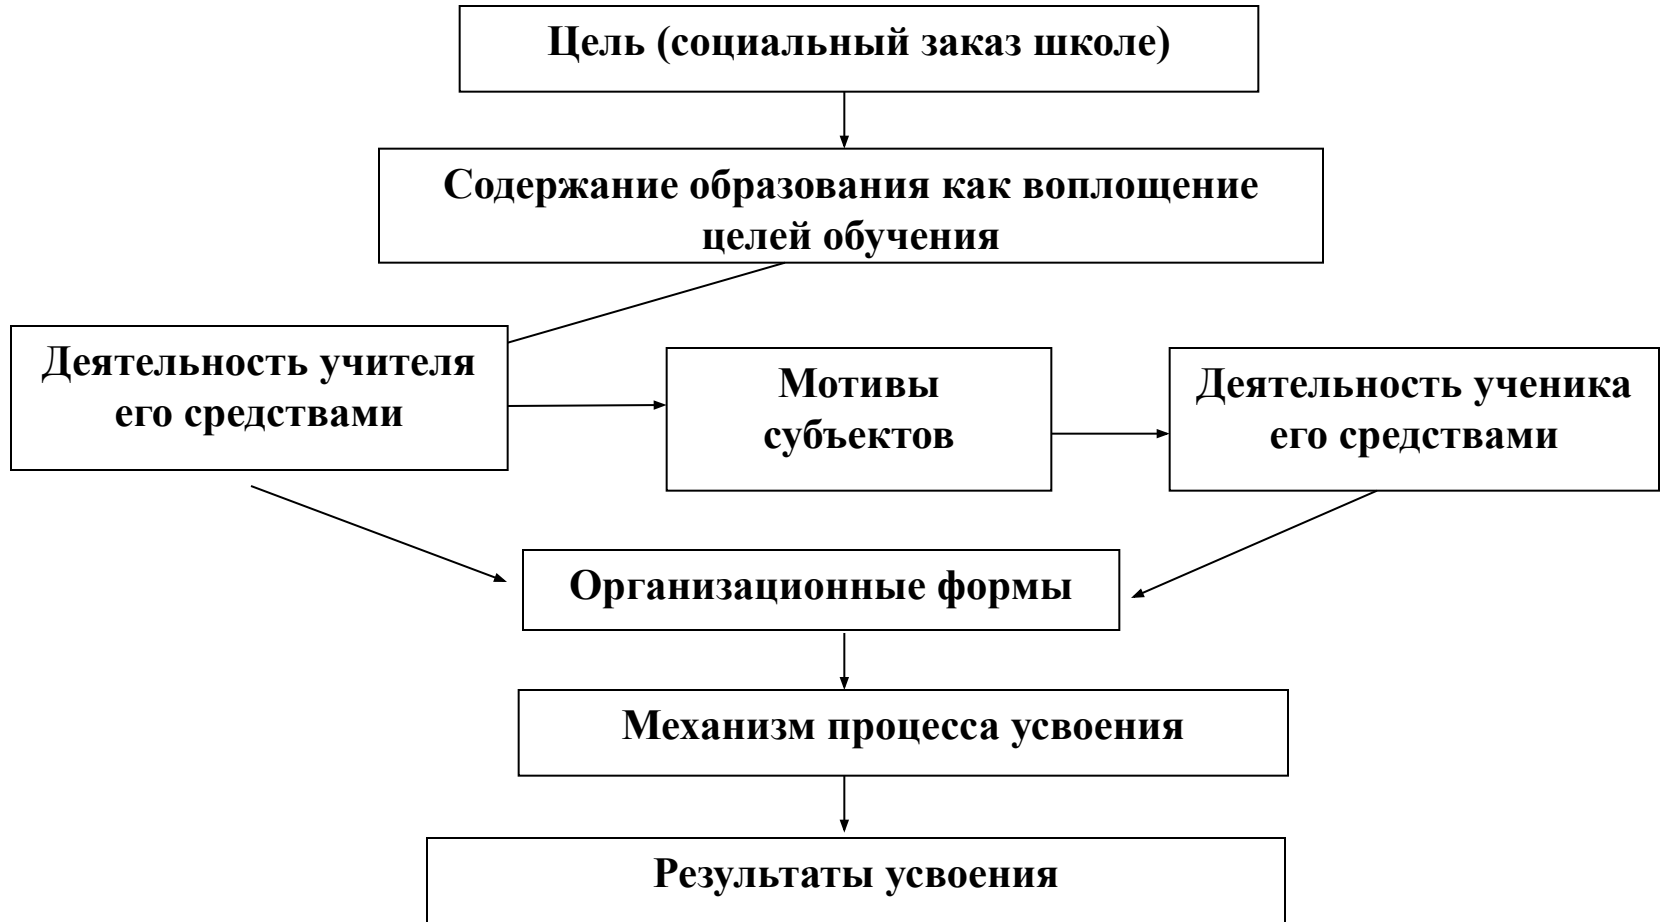 Цель (социальный заказ школе)
Содержание образования как воплощение
целей обучения
Деятельность учителя
его средствами
Мотивы
субъектов
Деятельность ученика
его средствами
Организационные формы
Механизм процесса усвоения
Результаты усвоения